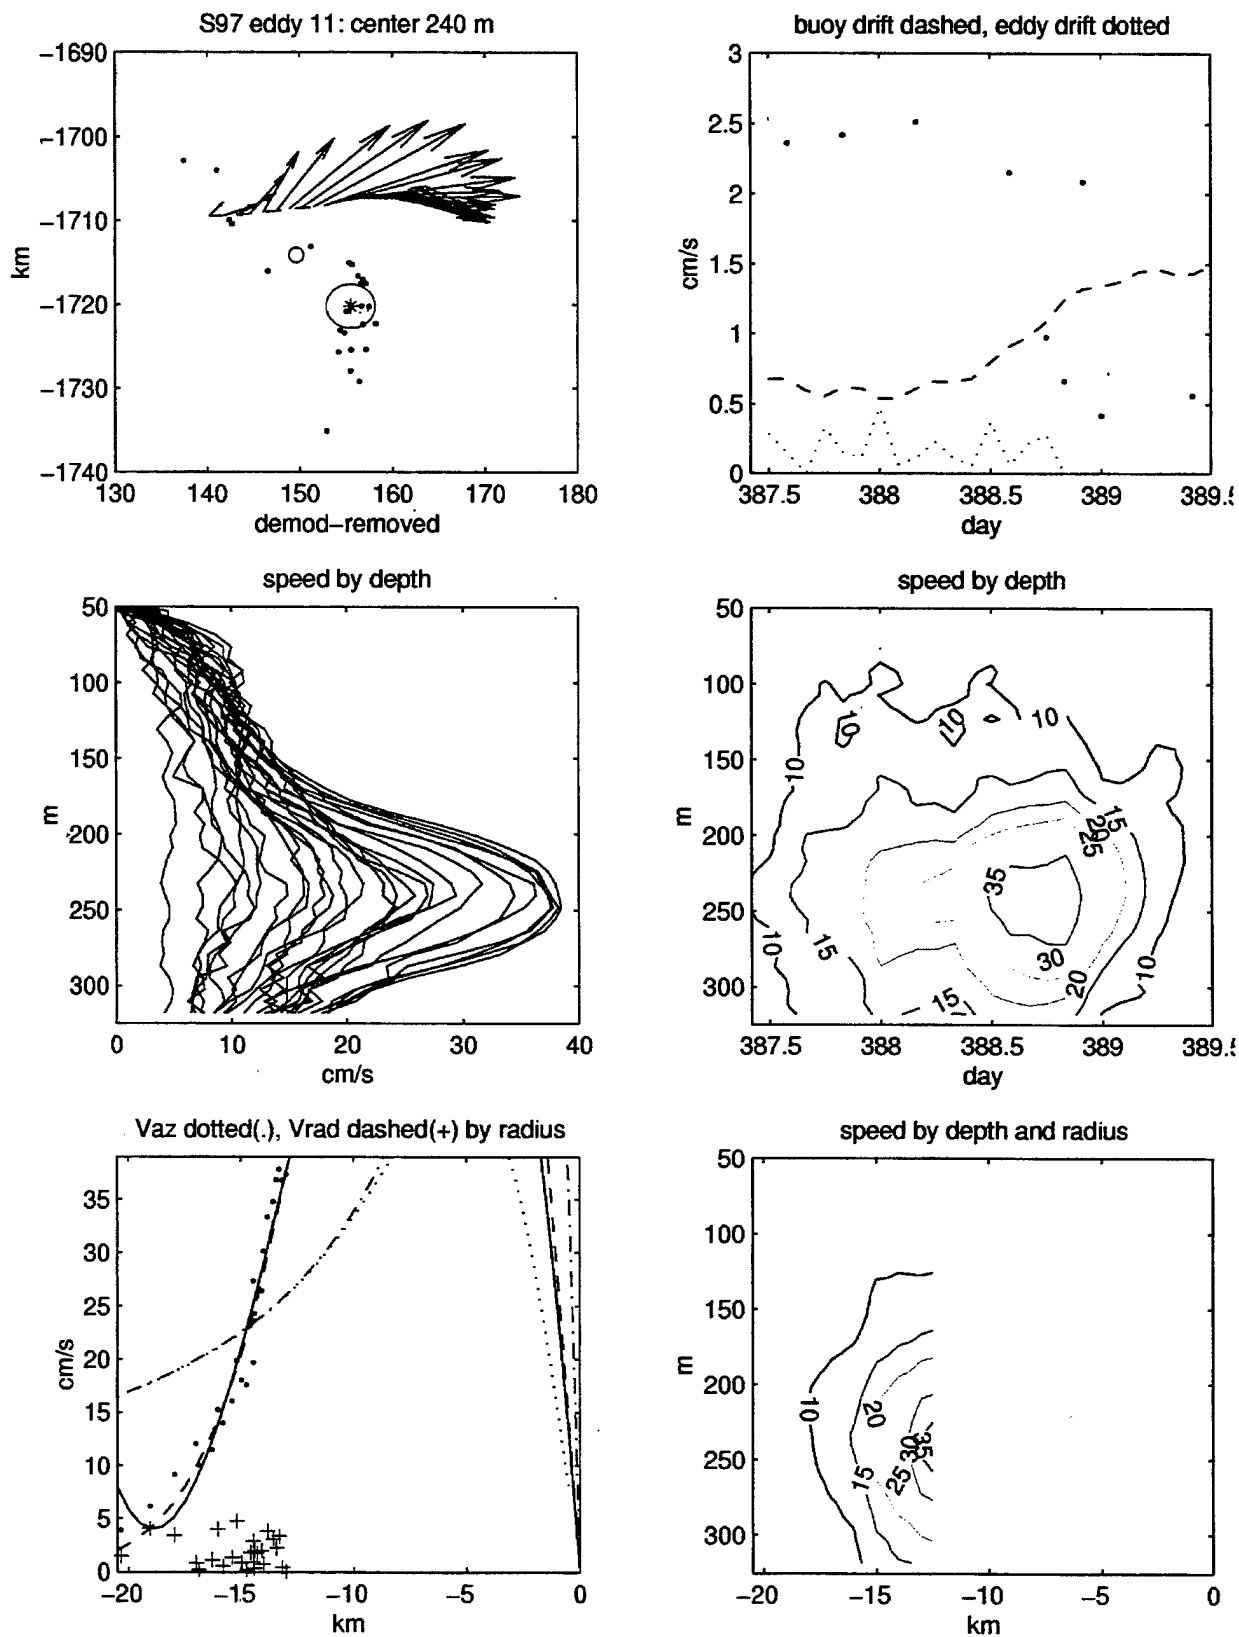 S97 eddy 11: center 240 m
−1690
−1700
−1710
−1720
−1730
−1740
km
130 140 150 160 170 180
demod−removed
buoy drift dashed, eddy drift dotted
3
2.5
2
1.5
1
0.5
0
cm/s
387.5 388 388.5 389 389.5
day
speed by depth
50
100
150
200
250
300
m
0 10 20 30 40
cm/s
speed by depth
50
100
150
200
250
300
m
10 10 10 10
15 20 25
35
10 15 30 20 10
15
387.5 388 388.5 389 389.5
day
Vaz dotted(.), Vrad dashed(+) by radius
35
30
25
20
15
10
5
0
cm/s
−20 −15 −10 −5 0
km
speed by depth and radius
50
100
150
200
250
300
m
10 20
15 25 30 35
−20 −15 −10 −5 0
km